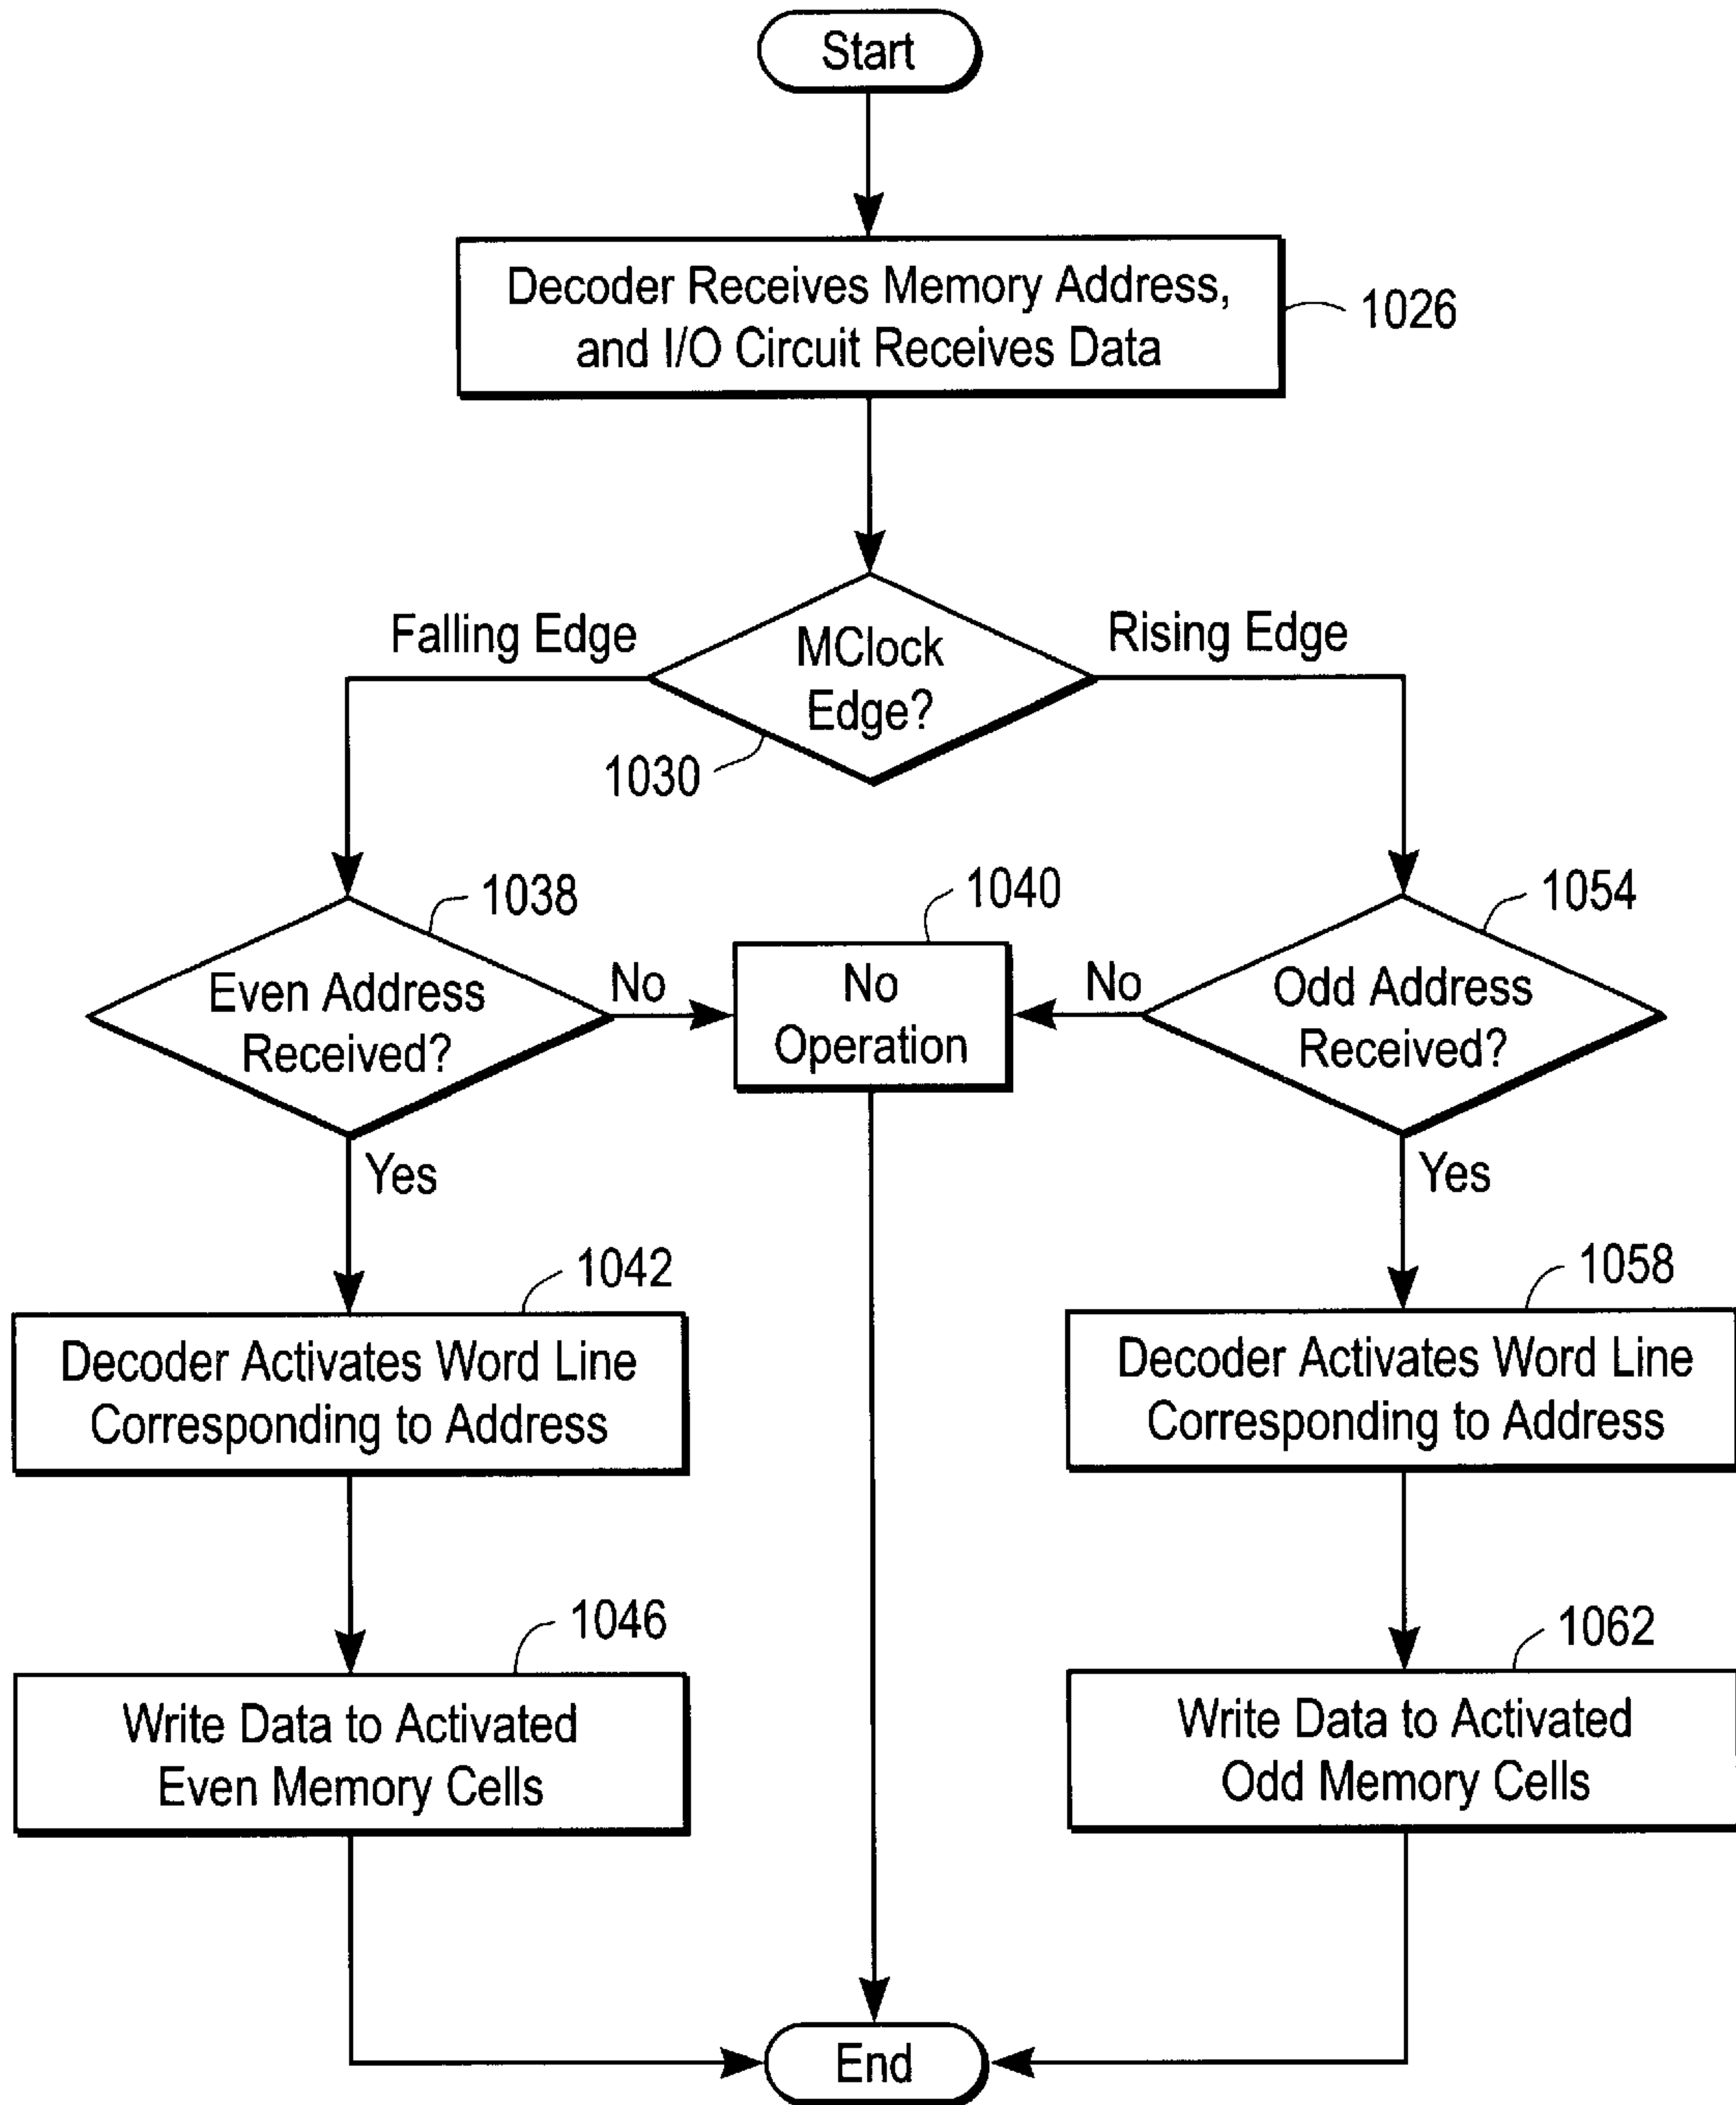 Start
Decoder Receives Memory Address,
and I/O Circuit Receives Data
1026
Falling Edge
MClock
Edge?
Rising Edge
1030
1038
1040
1054
Even Address
Received?
No
No
Operation
No
Odd Address
Received?
Yes
Yes
1042
1058
Decoder Activates Word Line
Corresponding to Address
Decoder Activates Word Line
Corresponding to Address
1046
1062
Write Data to Activated
Even Memory Cells
Write Data to Activated
Odd Memory Cells
End